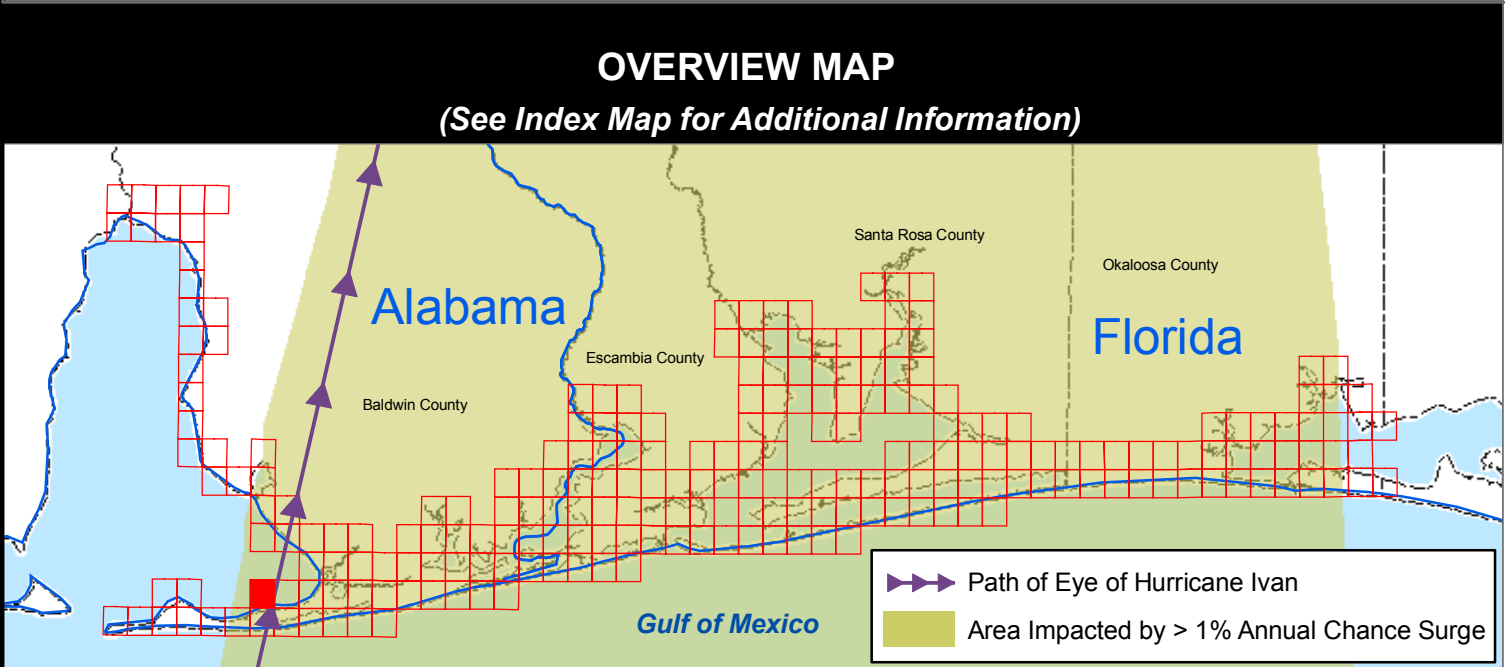 OVERVIEW MAP
(See Index Map for Additional Information)
Santa Rosa County
Okaloosa County
Alabama
Florida
Escambia County
Baldwin County
Path of Eye of Hurricane Ivan
Gulf of Mexico
Area Impacted by > 1% Annual Chance Surge